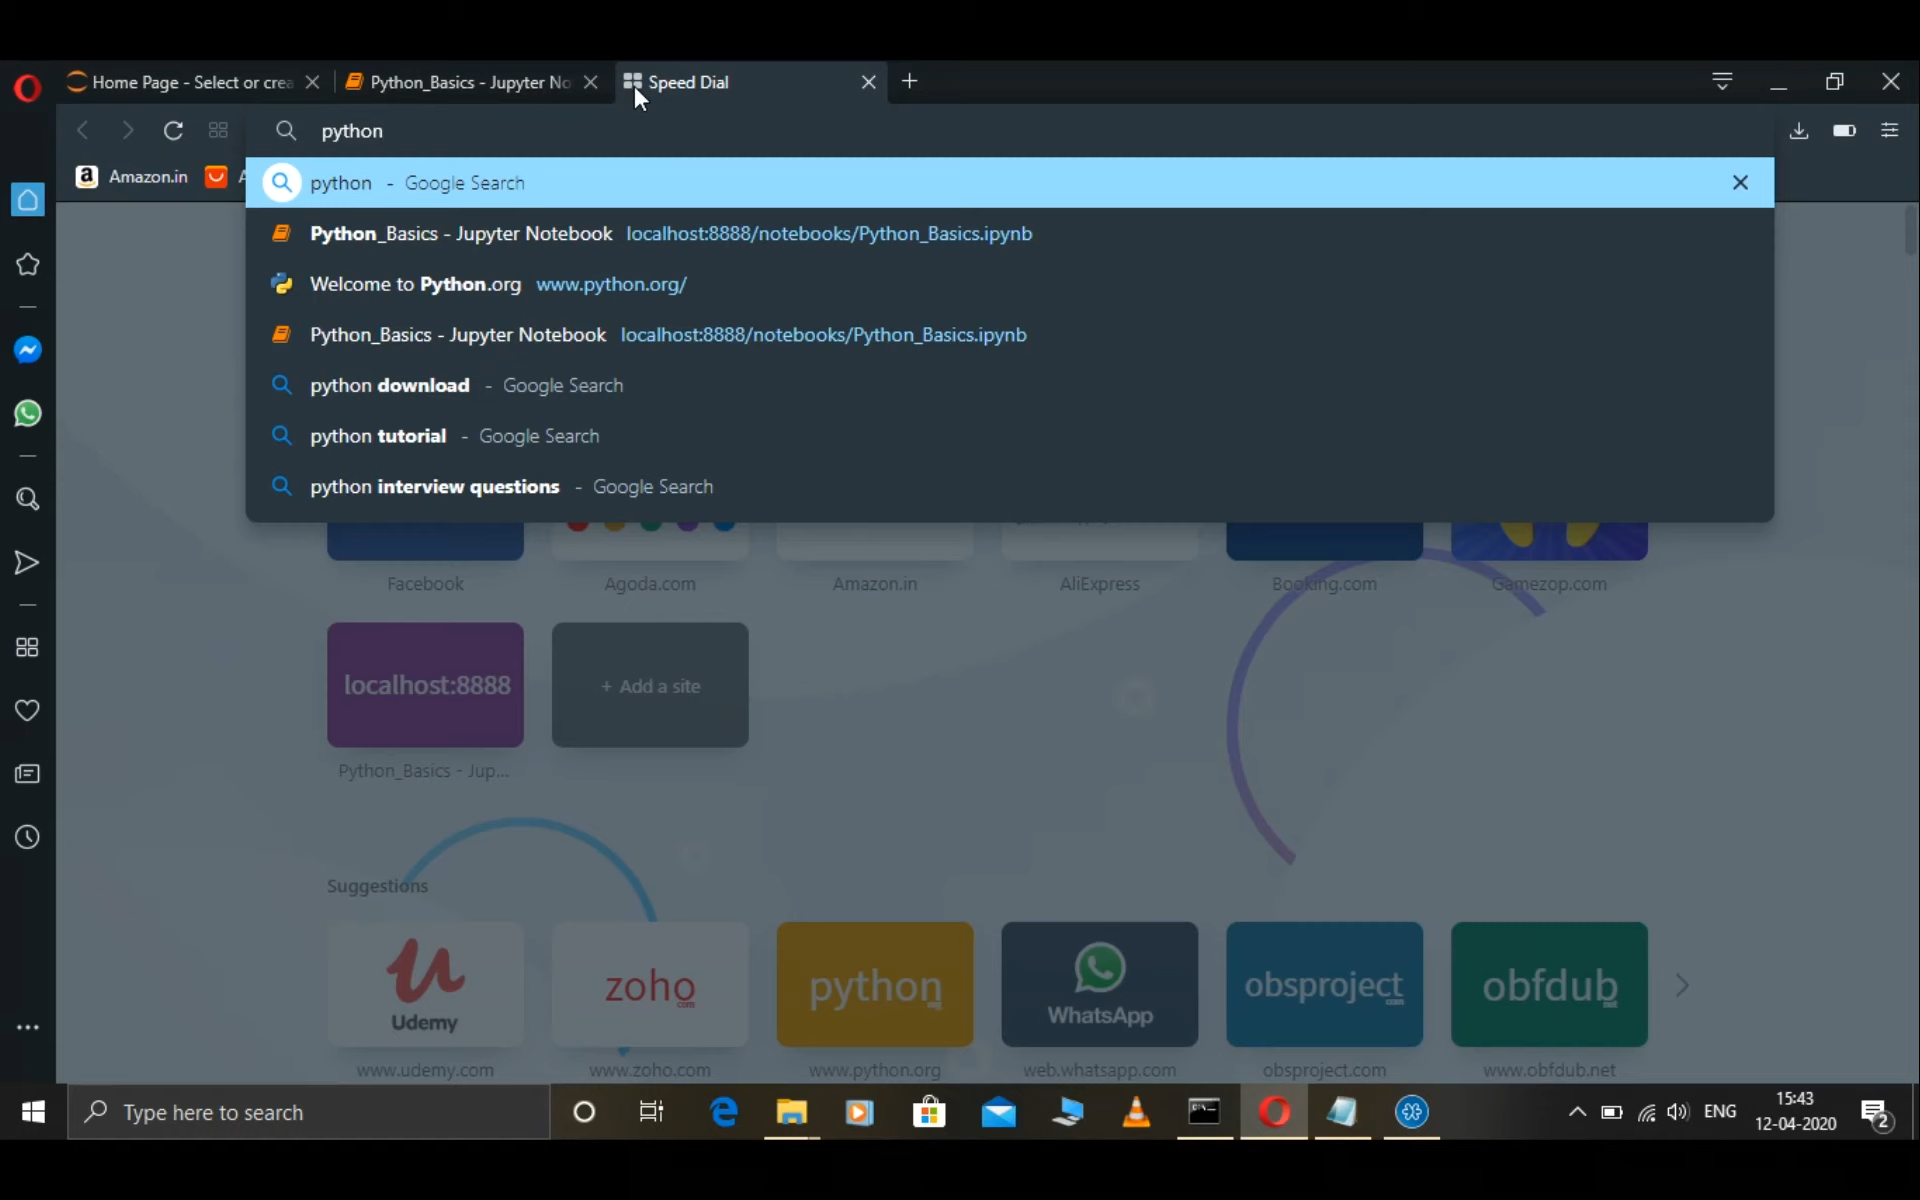 Home Page - Select or crea
Python_Basics - Jupyter No
Speed Dial
python
Amazon.in
python - Google Search
Python_Basics - Jupyter Notebook localhost:8888/notebooks/Python_Basics.ipynb
Welcome to Python.org www.python.org/
Python_Basics - Jupyter Notebook localhost:8888/notebooks/Python_Basics.ipynb
python download - Google Search
python tutorial - Google Search
python interview questions - Google Search
Facebook
Agoda.com
Amazon.in
AliExpress
Booking.com
Gamezop.com
localhost:8888
+ Add a site
Python_Basics - Jup...
Suggestions
Udemy
zoho
com
python
org
WhatsApp
obsproject
com
obfdub
net
www.udemy.com
www.zoho.com
www.python.org
web.whatsapp.com
obsproject.com
www.obfdub.net
Type here to search
ENG
15:43
12-04-2020
2